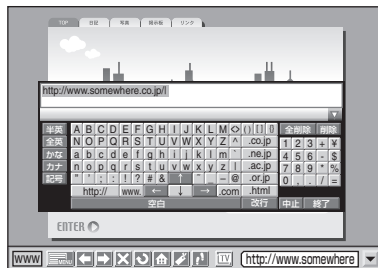 TOP 日記 写真 掲示板 リンク
http://www.somewhere.co.jp/l
▼
半英 A B C D E F G H I J K L M <> () [] {} 全削除 削除
全英 N O P Q R S T U V W X Y Z ^ .co.jp 1 2 3 + ¥
かな a b c d e f g h i j k l m ` .ne.jp 4 5 6 - $
カナ n o p q r s t u v w x y z | .ac.jp 7 8 9 * %
記号 " ' ; : ! ? # & ↑ ~ _ – @ .or.jp 0 , . / =
http:// www. ← ↓ → .com .html
空白 改行 中止 終了
ENTER
WWW MENU TV http://www.somewhere ▼